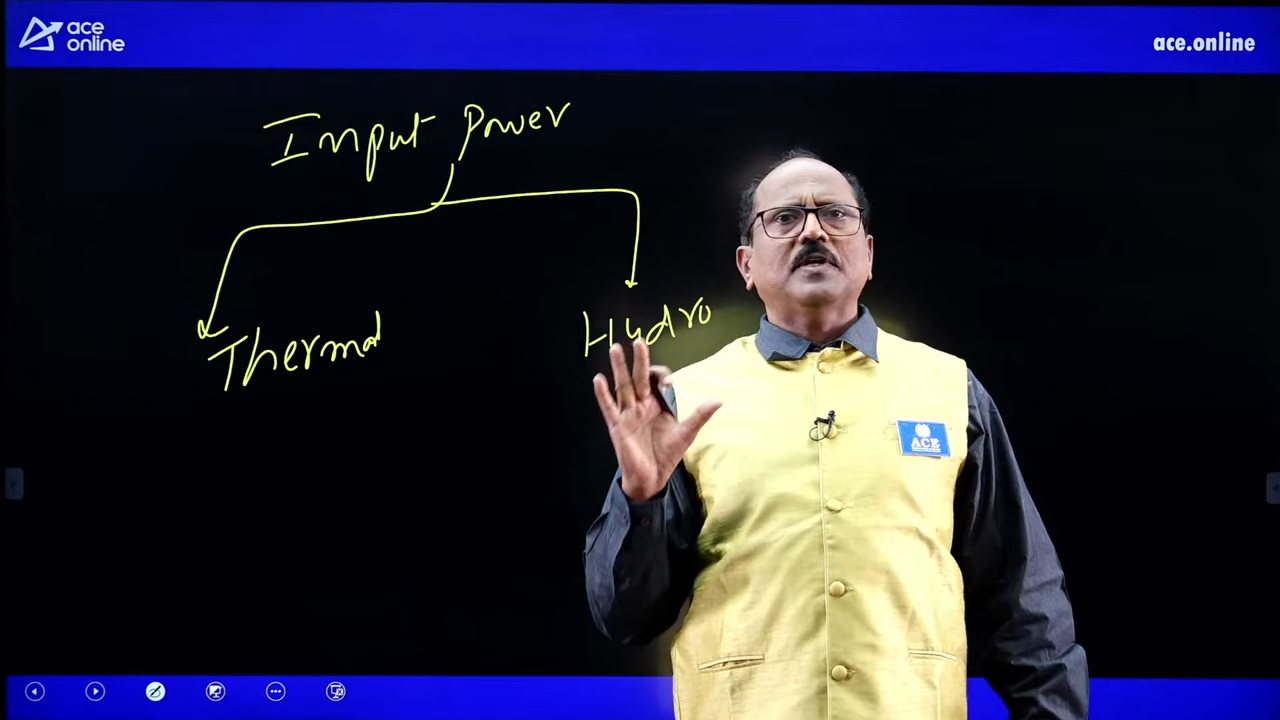 ace
online
ace.online
Input Power
Thermal
Hydro
ACE